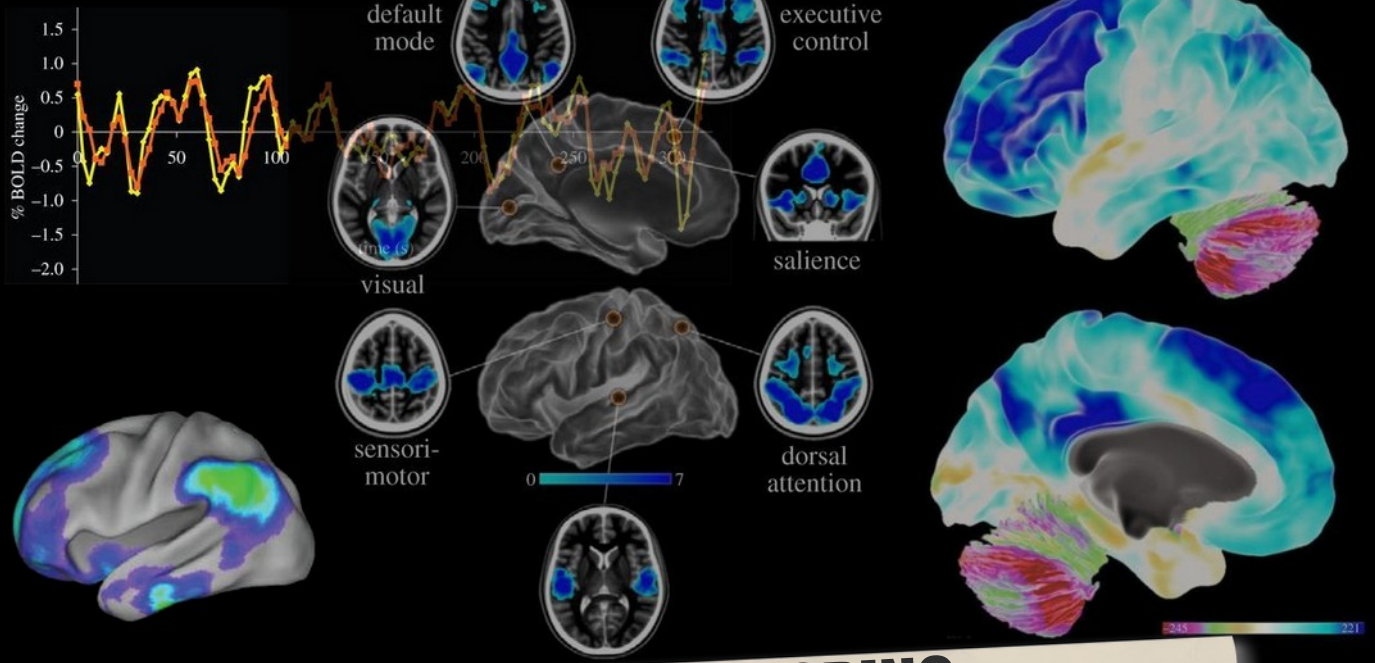 default
mode
executive
control
1.5
1.0
0.5
0
−0.5
−1.0
−1.5
−2.0
% BOLD change
0
50
100
150
200
250
300
time (s)
visual
salience
sensori-
motor
dorsal
attention
0
7
-245
221